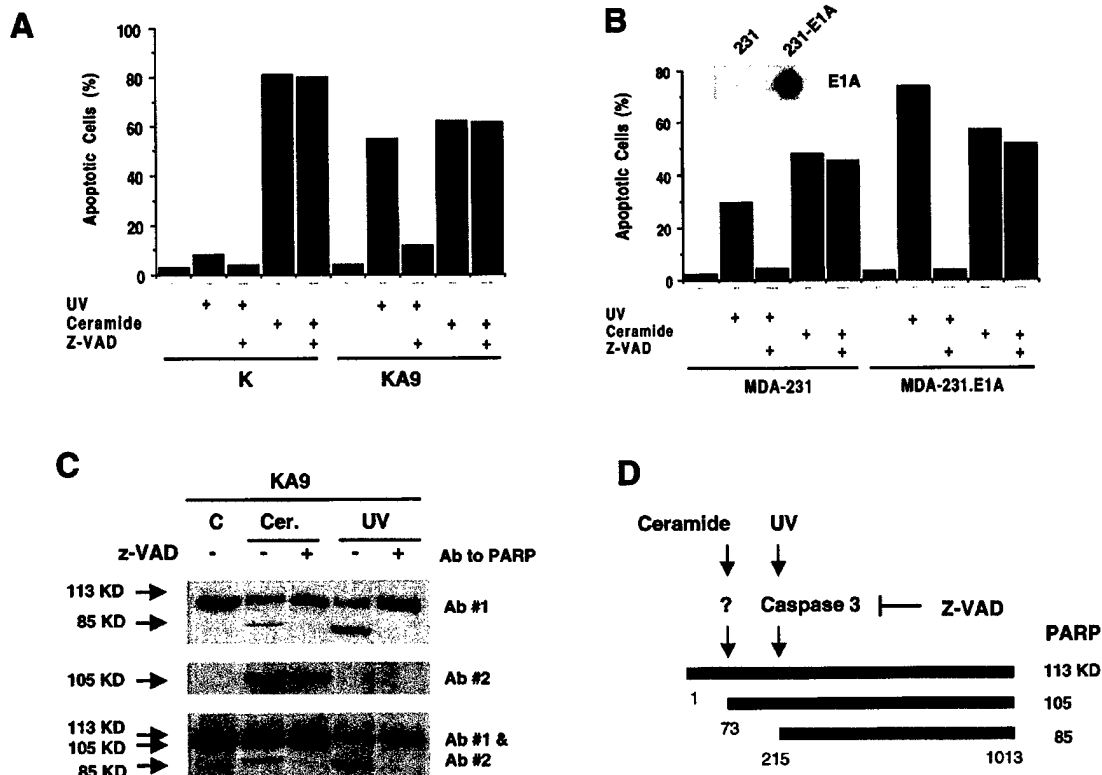 A
100
80
60
40
20
0
Apoptotic Cells (%)
UV + + + +
Ceramide + + + +
Z-VAD + + + +
K KA9
B
231 231-E1A
E1A
80
60
40
20
0
Apoptotic Cells (%)
UV + + + +
Ceramide + + + +
Z-VAD + + + +
MDA-231 MDA-231.E1A
C
KA9
C Cer. UV
z-VAD - - + - + Ab to PARP
113 KD
Ab #1
85 KD
105 KD Ab #2
113 KD
105 KD
Ab #1 &
Ab #2
85 KD
D
Ceramide UV
? Caspase 3 Z-VAD
PARP
113 KD
1
105
73
85
215 1013